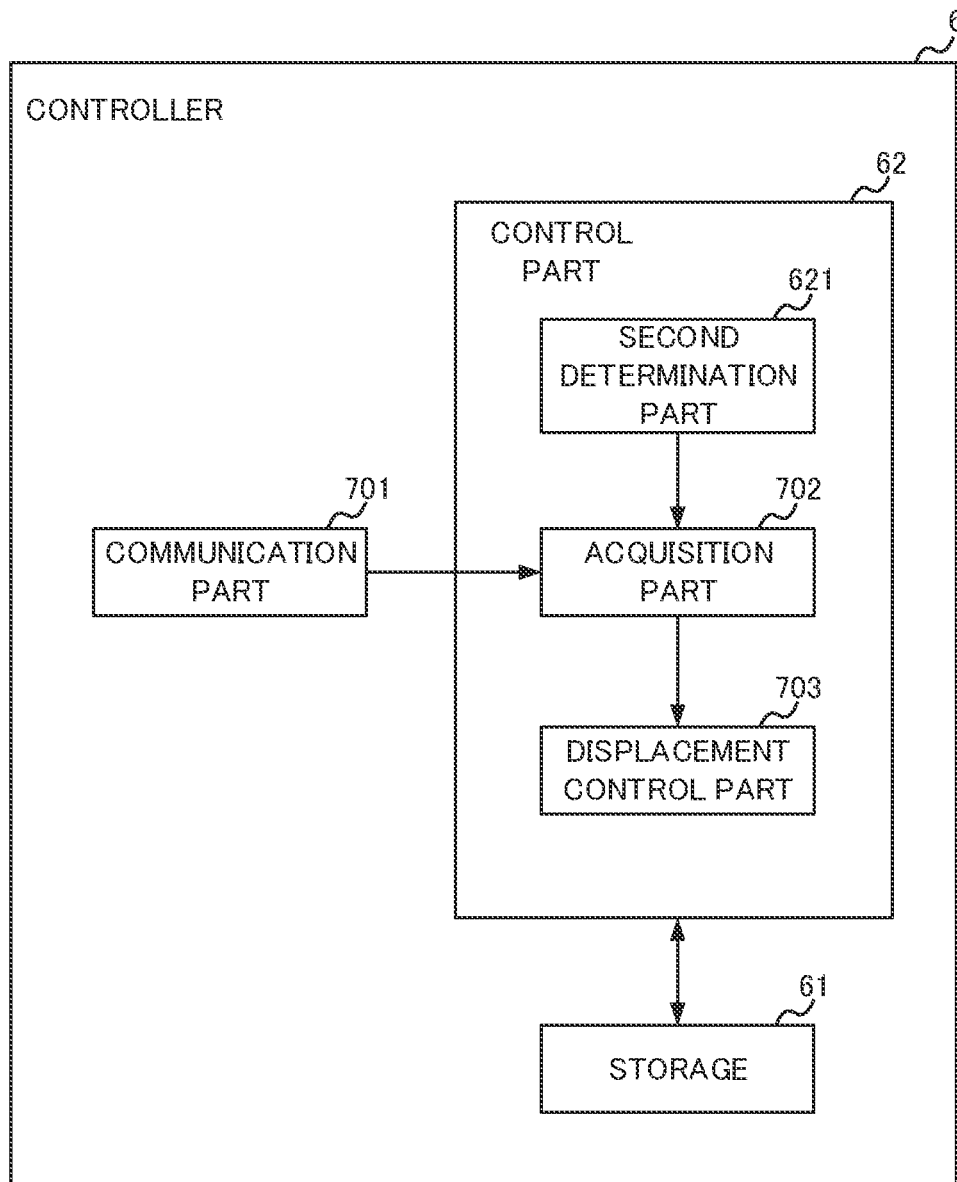 6
CONTROLLER
62
CONTROL
PART
621
SECOND
DETERMINATION
PART
701
COMMUNICATION
PART
702
ACQUISITION
PART
703
DISPLACEMENT
CONTROL PART
61
STORAGE